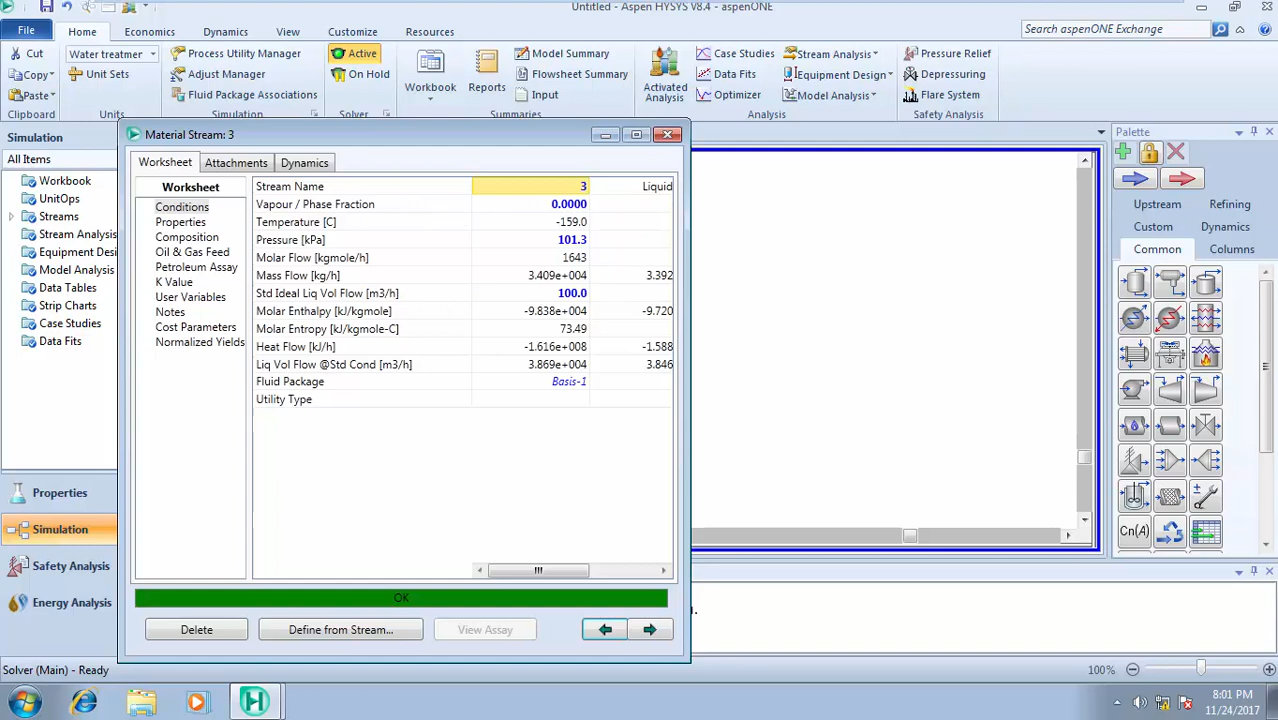 Untitled - Aspen HYSYS V8.4 - aspenONE
File Home Economics Dynamics View Customize Resources
Search aspenONE Exchange
Cut
Copy
Paste
Clipboard
Water treatmer
Unit Sets
Units
Process Utility Manager
Adjust Manager
Fluid Package Associations
Simulation
Active
On Hold
Solver
Workbook
Reports
Model Summary
Flowsheet Summary
Input
Summaries
Activated Analysis
Case Studies
Data Fits
Optimizer
Stream Analysis
Equipment Design
Model Analysis
Analysis
Pressure Relief
Depressuring
Flare System
Safety Analysis
Simulation
All Items
Workbook
UnitOps
Streams
Stream Analysis
Equipment Desi
Model Analysis
Data Tables
Strip Charts
Case Studies
Data Fits
Properties
Simulation
Safety Analysis
Energy Analysis
Material Stream: 3
Worksheet Attachments Dynamics
Worksheet
Conditions
Properties
Composition
Oil & Gas Feed
Petroleum Assay
K Value
User Variables
Notes
Cost Parameters
Normalized Yields
Stream Name 3 Liquid
Vapour / Phase Fraction 0.0000
Temperature [C] -159.0
Pressure [kPa] 101.3
Molar Flow [kgmole/h] 1643
Mass Flow [kg/h] 3.409e+004 3.392
Std Ideal Liq Vol Flow [m3/h] 100.0
Molar Enthalpy [kJ/kgmole] -9.838e+004 -9.720
Molar Entropy [kJ/kgmole-C] 73.49
Heat Flow [kJ/h] -1.616e+008 -1.588
Liq Vol Flow @Std Cond [m3/h] 3.869e+004 3.846
Fluid Package Basis-1
Utility Type
OK
Delete Define from Stream... View Assay
Palette
Upstream Refining
Custom Dynamics
Common Columns
Cn(A)
Solver (Main) - Ready
100%
8:01 PM
11/24/2017